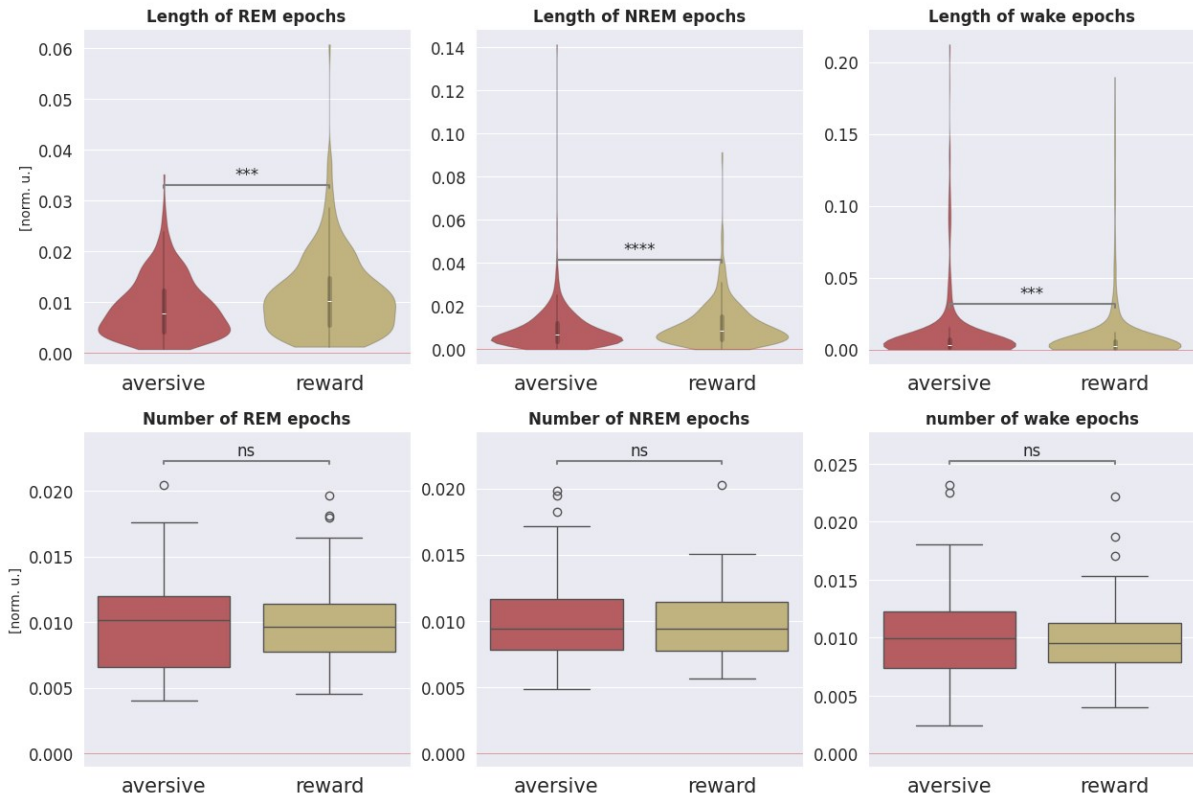 Length of REM epochs
Length of NREM epochs
Length of wake epochs
[norm. u.]
0.06
0.05
0.04
0.03
0.02
0.01
0.00
***
aversive
reward
0.14
0.12
0.10
0.08
0.06
0.04
0.02
0.00
****
aversive
reward
0.20
0.15
0.10
0.05
0.00
***
aversive
reward
Number of REM epochs
Number of NREM epochs
number of wake epochs
[norm. u.]
0.020
0.015
0.010
0.005
0.000
ns
aversive
reward
0.020
0.015
0.010
0.005
0.000
ns
aversive
reward
0.025
0.020
0.015
0.010
0.005
0.000
ns
aversive
reward